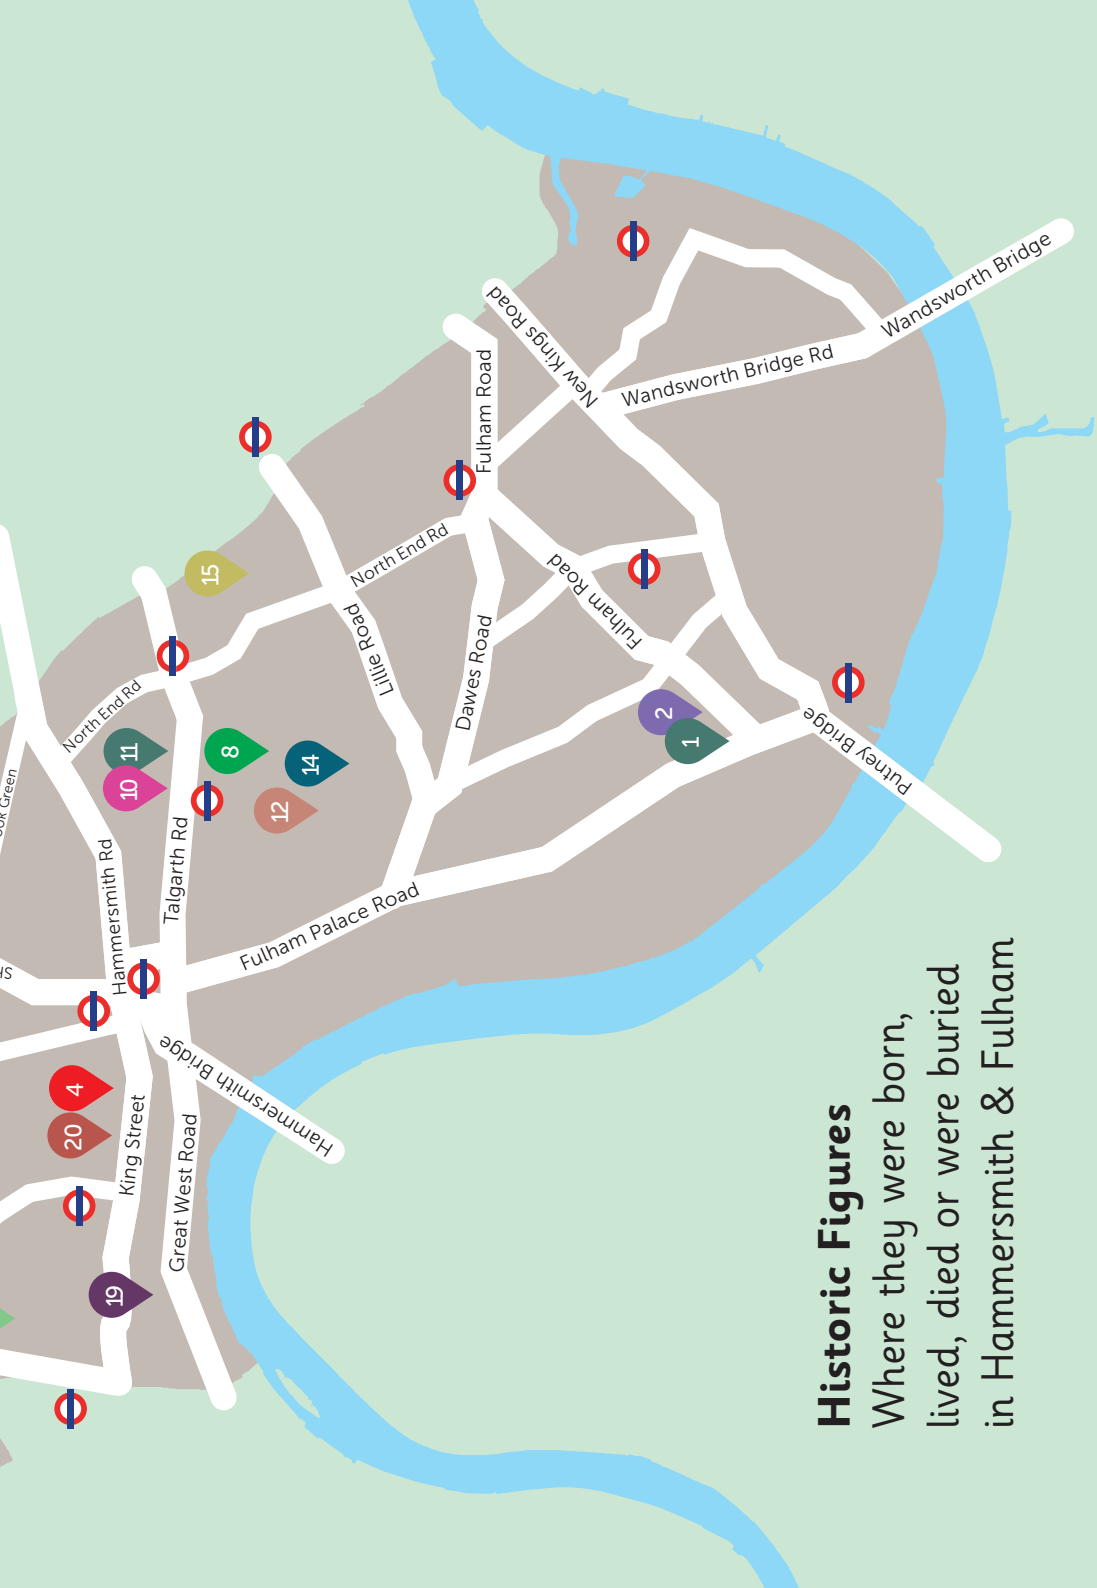 ook Green
North End Rd
Hammersmith Rd
Talgarth Rd
SH
11
10
8
14
12
15
North End Rd
Lillie Road
Fulham Road
New Kings Road
Wandsworth Bridge Rd
Wandsworth Bridge
Fulham Road
Dawes Road
2
1
Putney Bridge
Fulham Palace Road
Hammersmith Bridge
4
20
King Street
Great West Road
19
Historic Figures
Where they were born,
lived, died or were buried
in Hammersmith & Fulham